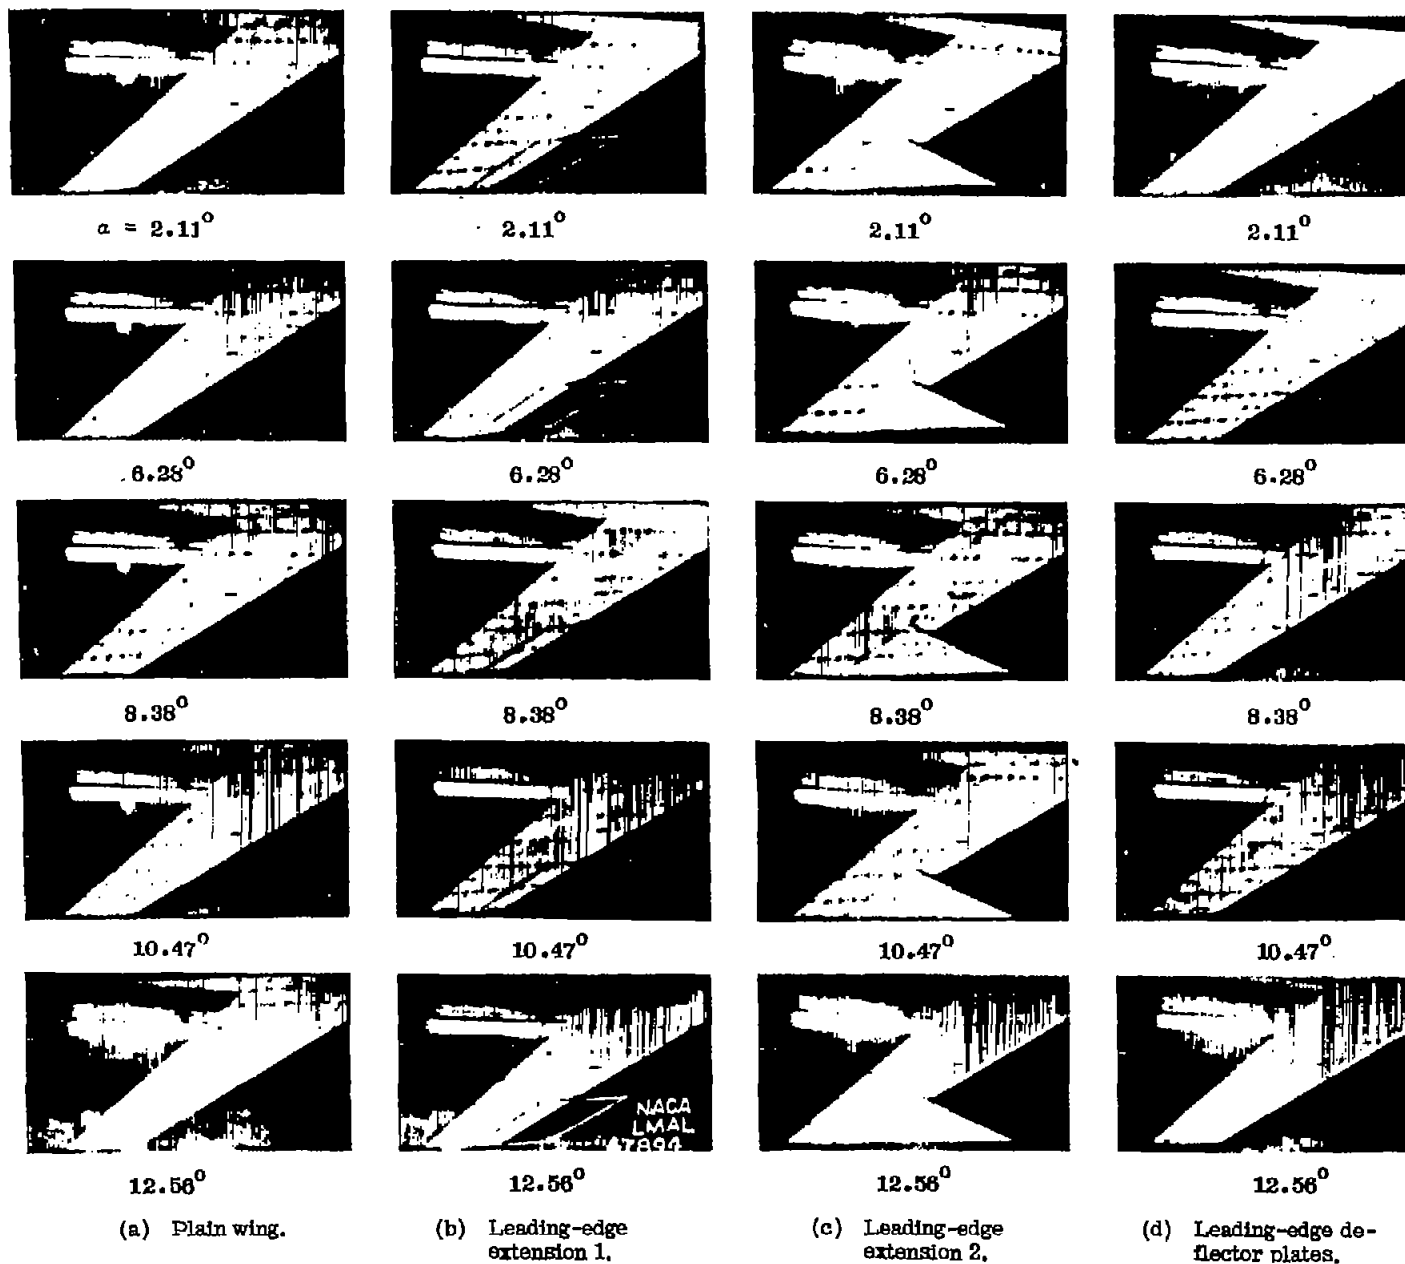 α = 2.11°
2.11°
2.11°
2.11°
6.28°
6.28°
6.28°
6.28°
8.38°
8.38°
8.38°
8.38°
10.47°
10.47°
10.47°
10.47°
NACA
LMAL
12.56°
12.56°
12.56°
12.56°
(a) Plain wing.
(b) Leading-edge
extension 1.
(c) Leading-edge
extension 2.
(d) Leading-edge de-
flector plates.